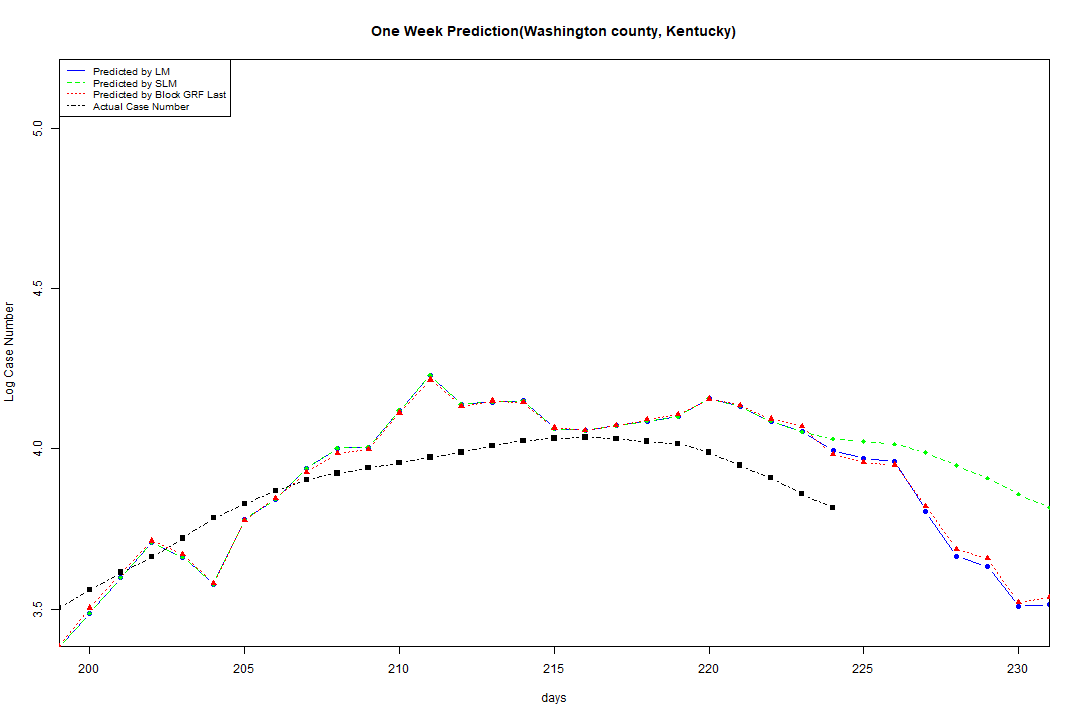 One Week Prediction(Washington county, Kentucky)
Predicted by LM
Predicted by SLM
Predicted by Block GRF Last
Actual Case Number
5.0
4.5
4.0
3.5
Log Case Number
200 205 210 215 220 225 230
days